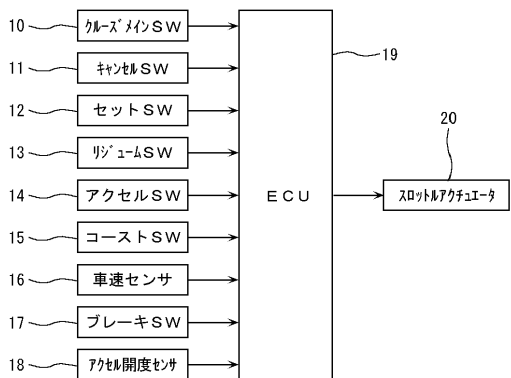 10 ｸﾙｰｽﾞﾒｲﾝＳＷ
11 ｷｬﾝｾﾙＳＷ
19
12 セットＳＷ
20
13 ﾘｼﾞｭｰﾑＳＷ
14 アクセルＳＷ
ＥＣＵ
ｽﾛｯﾄﾙｱｸﾁｭｴｰﾀ
15 コーストＳＷ
16 車速センサ
17 ブレーキＳＷ
18 ｱｸｾﾙ開度ｾﾝｻ